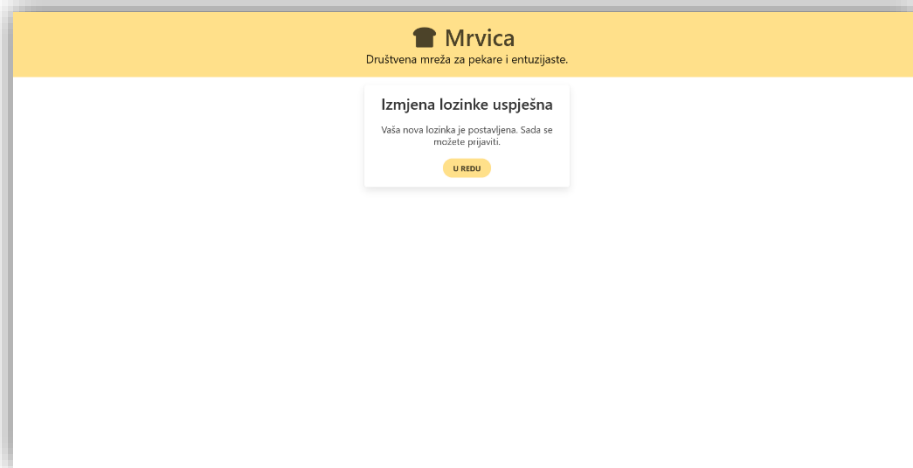 Mrvica
Društvena mreža za pekare i entuzijaste.
Izmjena lozinke uspješna
Vaša nova lozinka je postavljena. Sada se
možete prijaviti.
U REDU